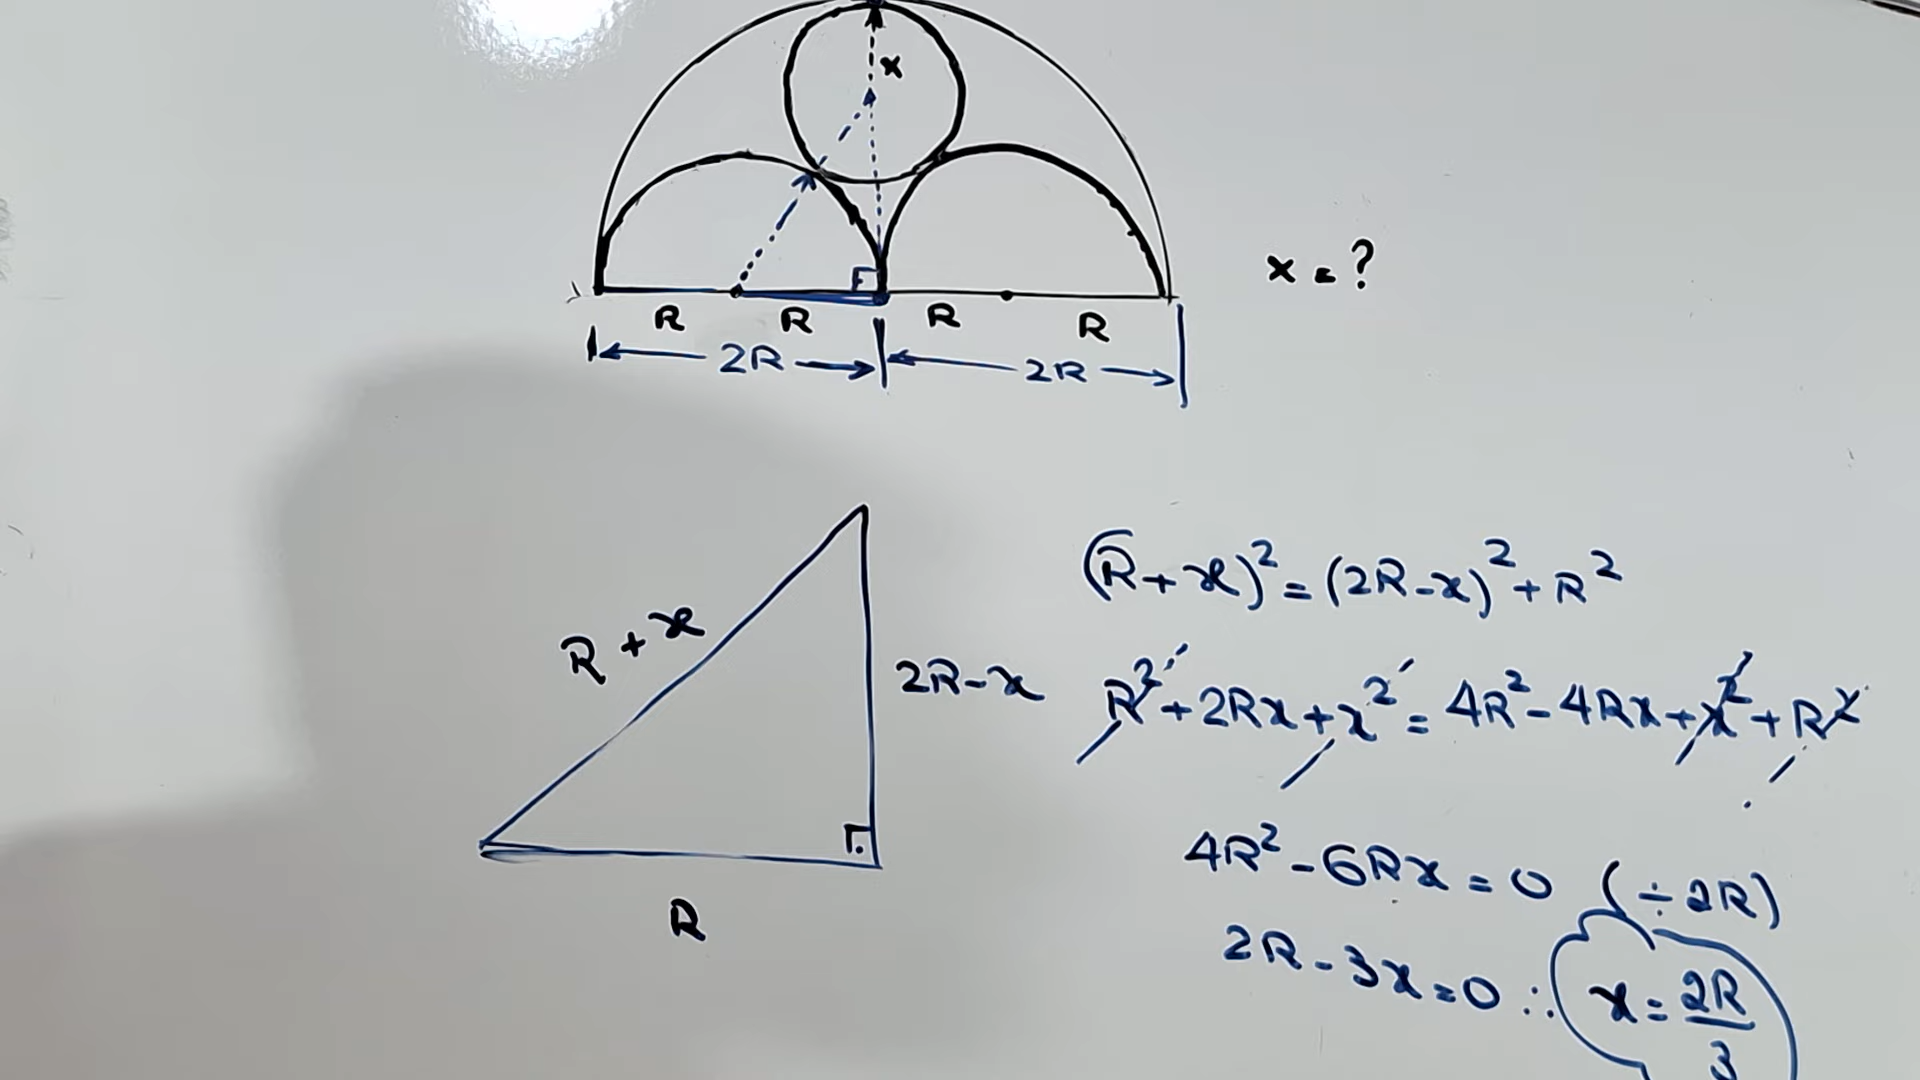 x
x = ?
R R R R
2R 2R
R + x
2R - x
R
(R + x)² = (2R - x)² + R²
R² + 2Rx + x² = 4R² - 4Rx + x² + R²
4R² - 6Rx = 0 (÷ 2R)
2R - 3x = 0 ∴ x = 2R/3